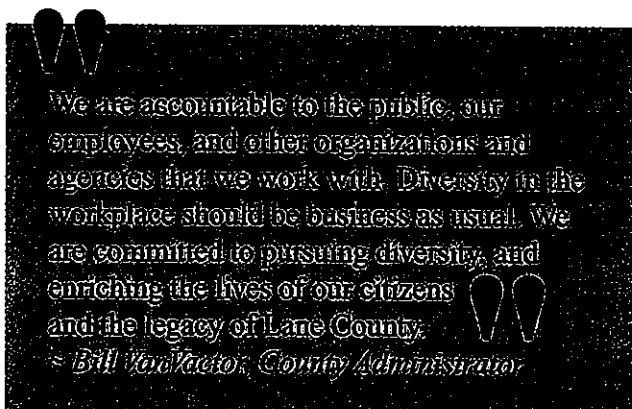 "
We are accountable to the public, our
employees, and other organizations and
agencies that we work with. Diversity in the
workplace should be business as usual. We
are committed to pursuing diversity, and
enriching the lives of our citizens
and the legacy of Lane County. "
~ Bill VanVactor, County Administrator